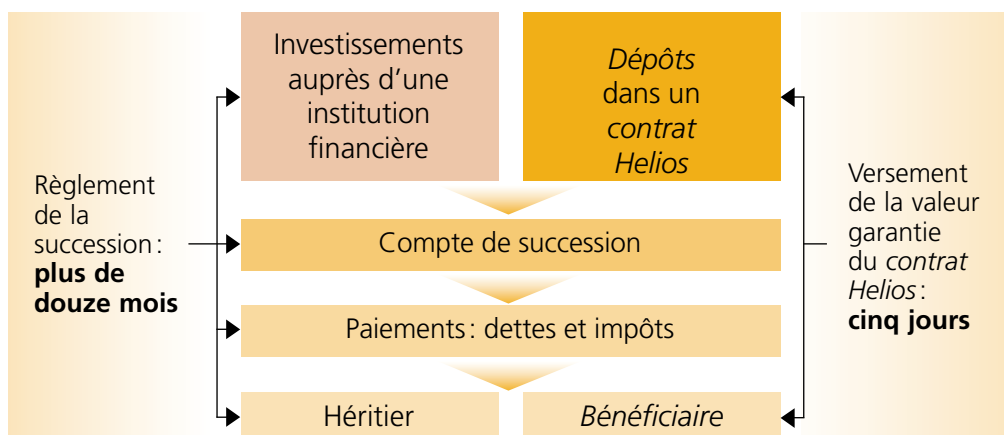 Investissements
auprès d'une
institution
financière
Dépôts
dans un
contrat
Helios
Règlement
de la
succession :
plus de
douze mois
Versement
de la valeur
garantie
du contrat
Helios :
cinq jours
Compte de succession
Paiements : dettes et impôts
Héritier
Bénéficiaire